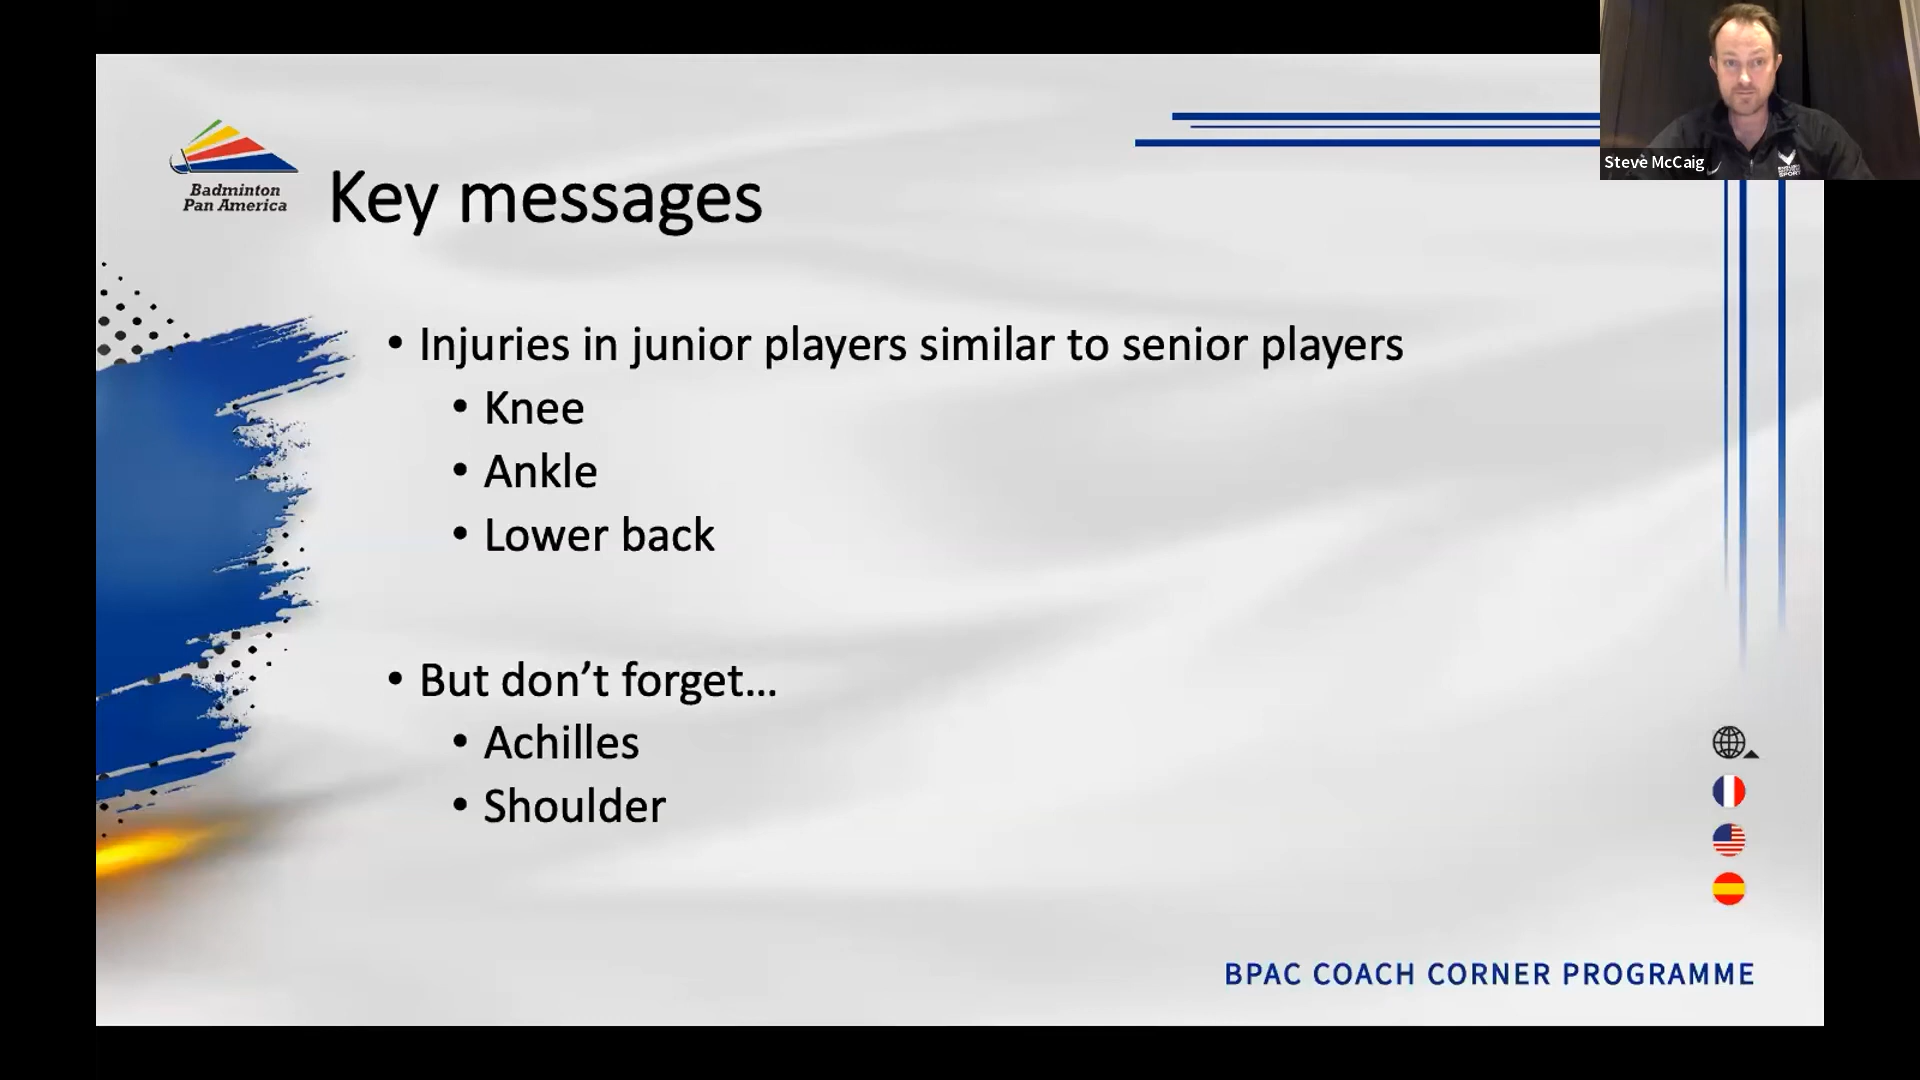 Steve McCaig
Badminton
Pan America
Key messages
• Injuries in junior players similar to senior players
• Knee
• Ankle
• Lower back
• But don’t forget...
• Achilles
• Shoulder
BPAC COACH CORNER PROGRAMME